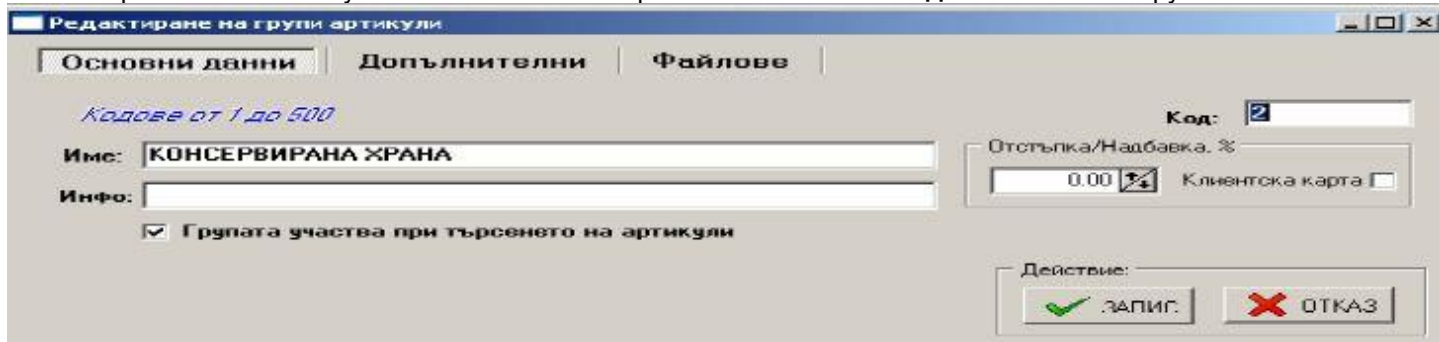 Редактиране на групи артикули
Основни данни Допълнителни Файлове
Кодове от 1 до 500
Код: 2
Име: КОНСЕРВИРАНА ХРАНА
Отстъпка/Надбавка, %
0.00 Клиентска карта
Инфо:
Групата участва при търсенето на артикули
Действие:
ЗАПИС ОТКАЗ